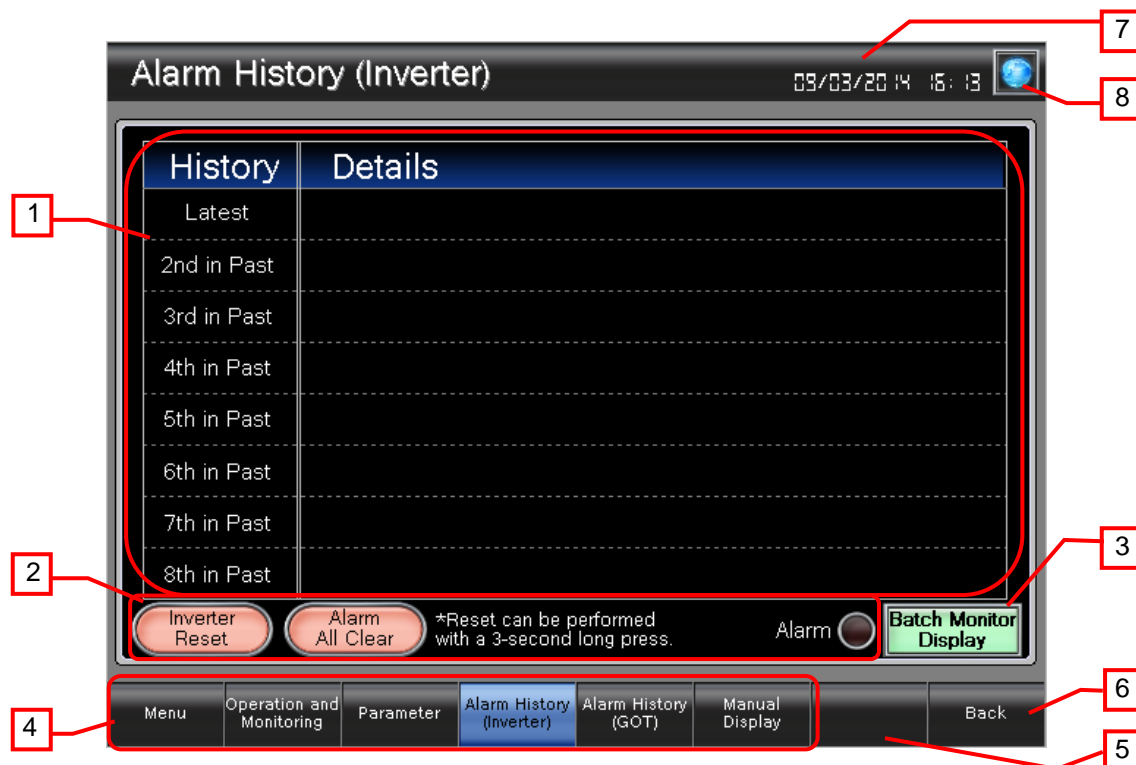 7
Alarm History (Inverter)
09/03/2014 16:13
8
History Details
1
Latest
2nd in Past
3rd in Past
4th in Past
5th in Past
6th in Past
7th in Past
3
2
8th in Past
Inverter
Reset
Alarm
All Clear
*Reset can be performed
with a 3-second long press.
Alarm
Batch Monitor
Display
6
4
Menu
Operation and
Monitoring
Parameter
Alarm History
(Inverter)
Alarm History
(GOT)
Manual
Display
Back
5